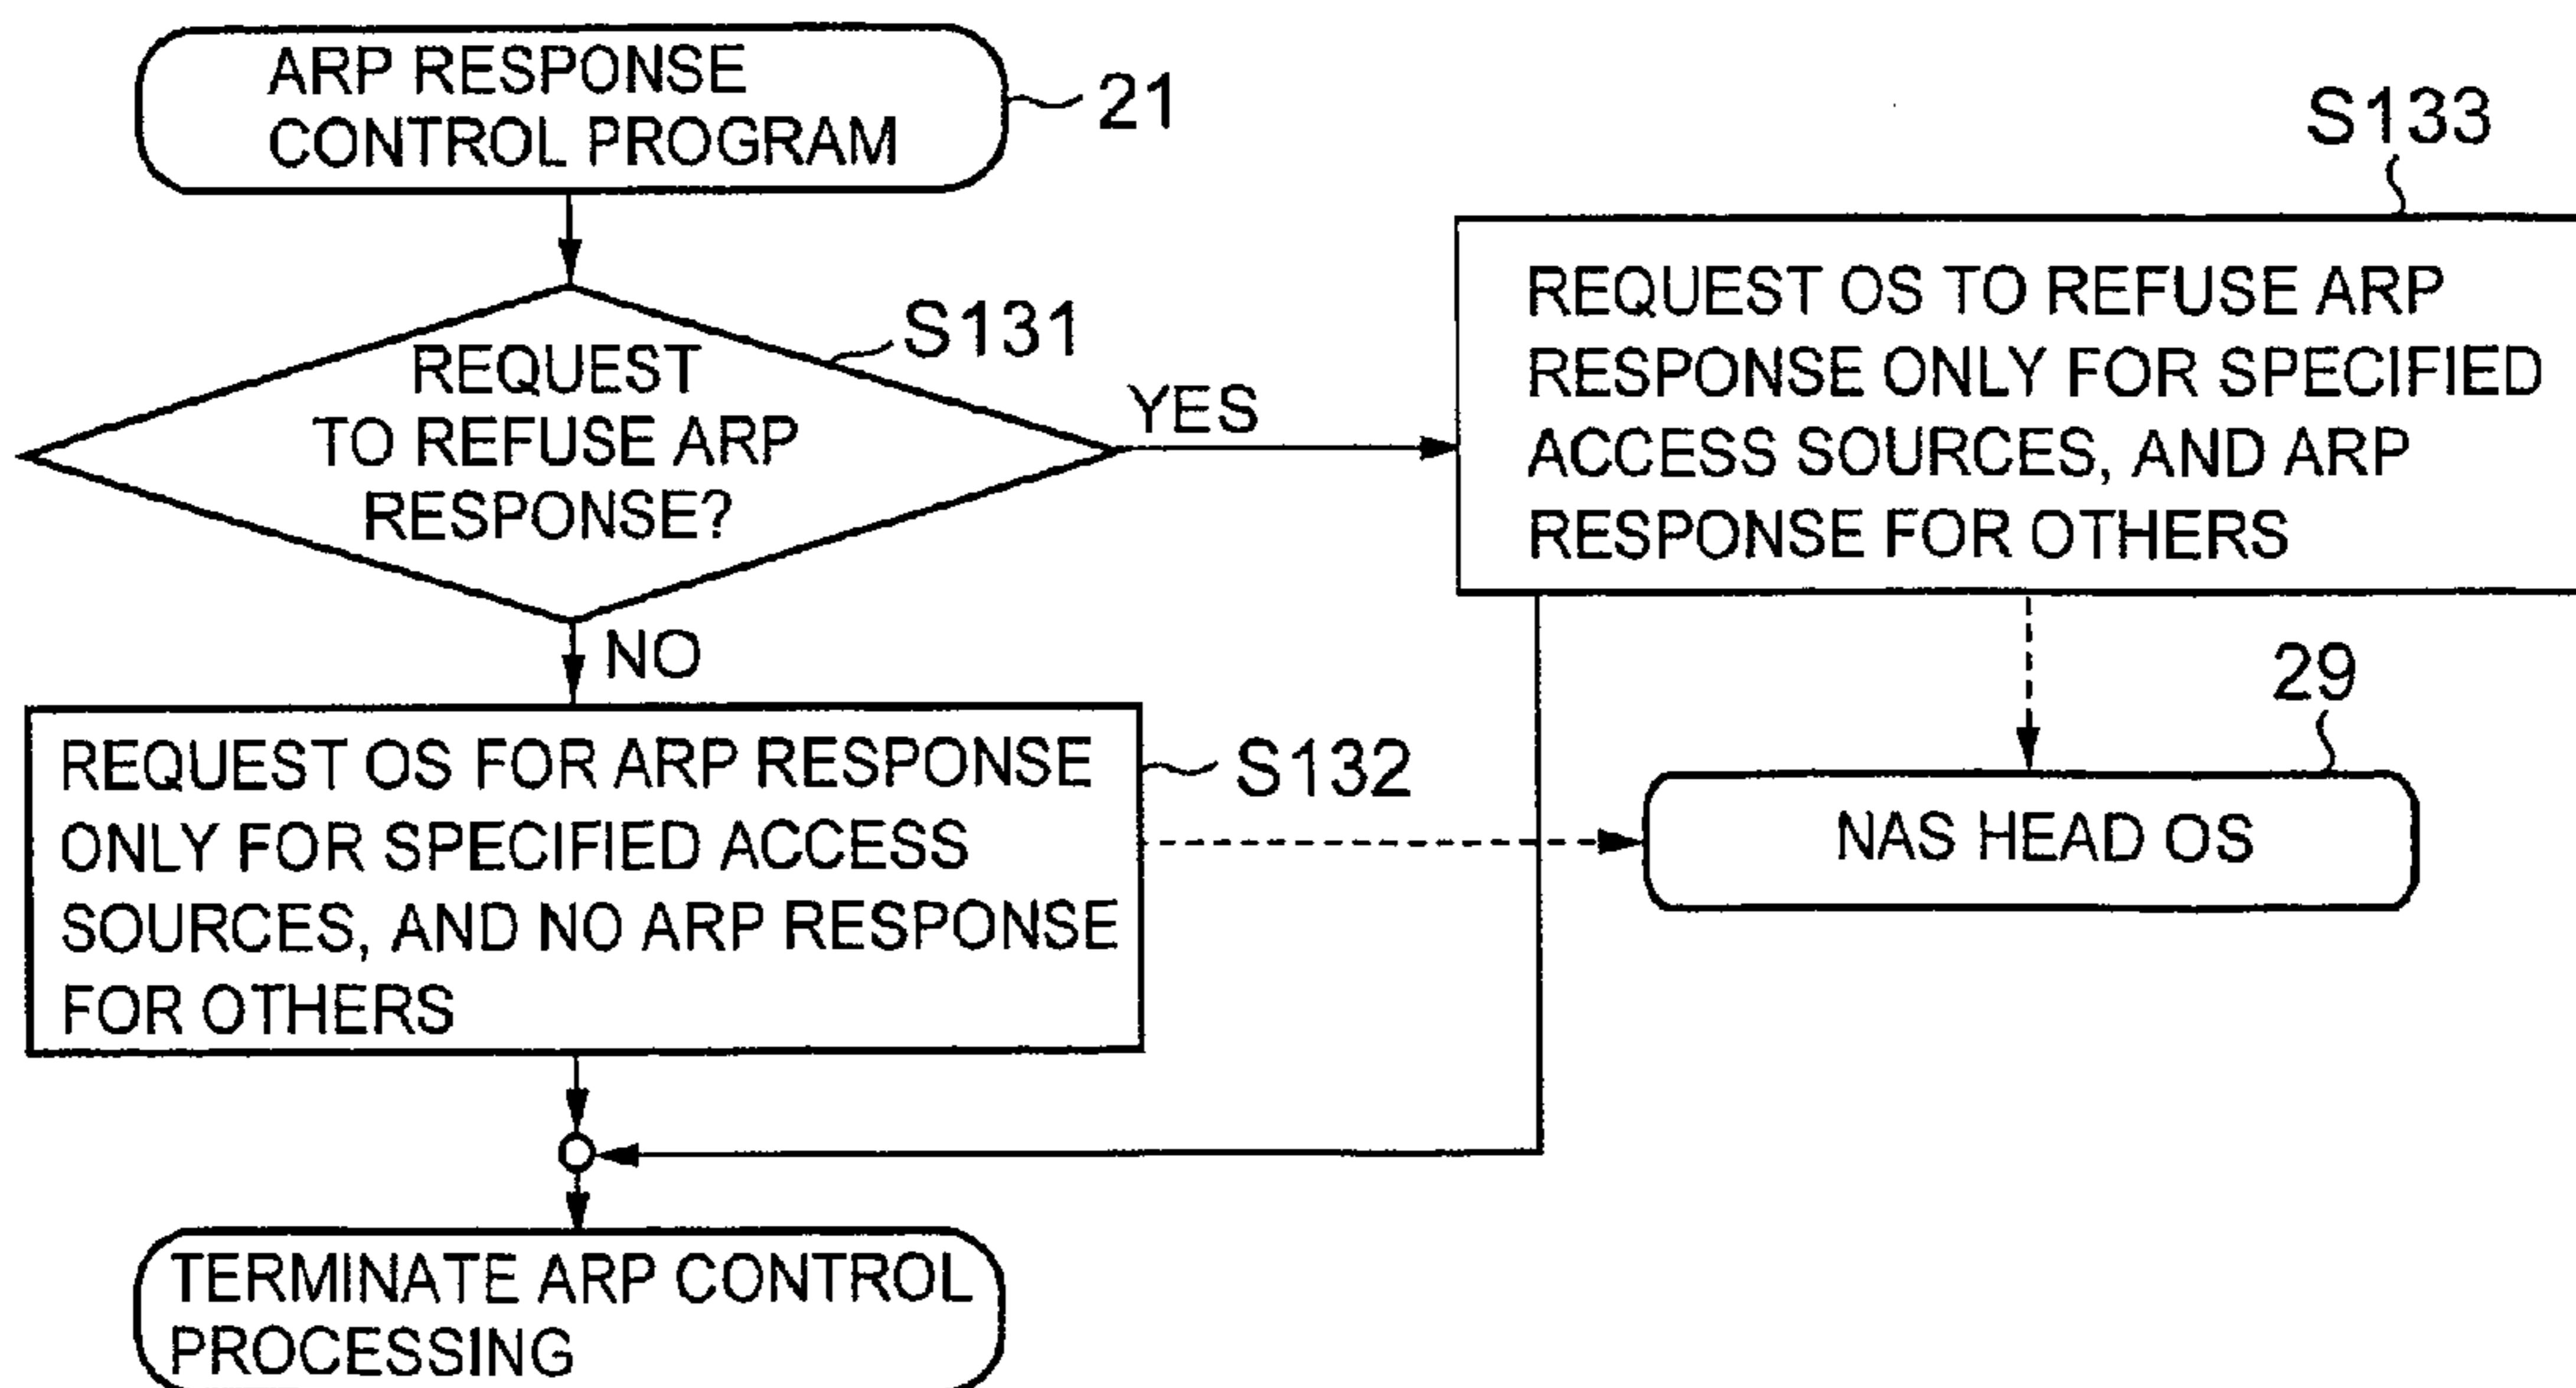 ARP RESPONSE
CONTROL PROGRAM
21
S131
REQUEST
TO REFUSE ARP
RESPONSE?
YES
NO
S133
REQUEST OS TO REFUSE ARP
RESPONSE ONLY FOR SPECIFIED
ACCESS SOURCES, AND ARP
RESPONSE FOR OTHERS
S132
REQUEST OS FOR ARP RESPONSE
ONLY FOR SPECIFIED ACCESS
SOURCES, AND NO ARP RESPONSE
FOR OTHERS
29
NAS HEAD OS
TERMINATE ARP CONTROL
PROCESSING